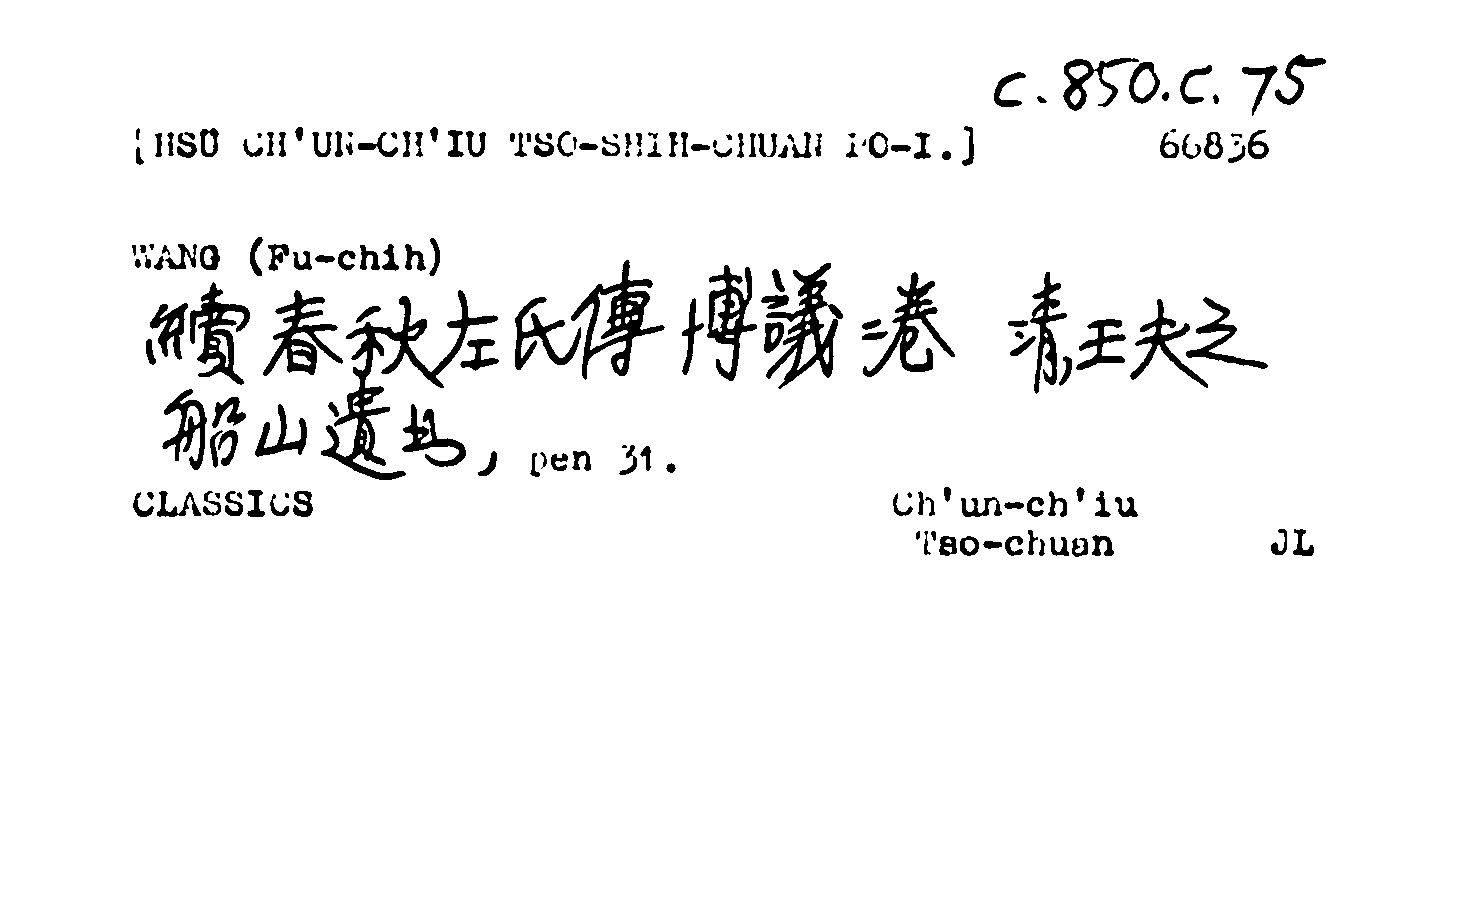 c.850.c.75
[HSÜ CH'UN-CH'IU TSO-SHIH-CHUAN PO-I.] 66836
WANG (Fu-chih)
續春秋左氏傳博議二卷 清王夫之
船山遺书, pen 31.
CLASSICS Ch'un-ch'iu
Tso-chuan JL